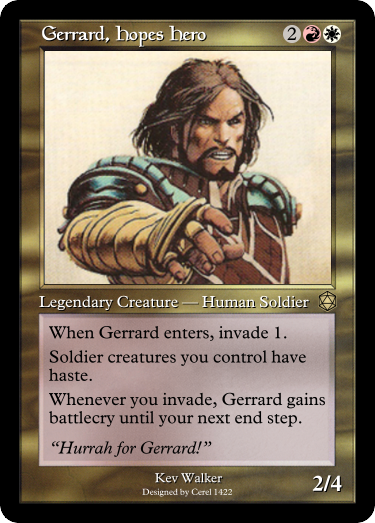 Gerrard, hopes hero 2
Legendary Creature — Human Soldier
When Gerrard enters, invade 1.
Soldier creatures you control have
haste.
Whenever you invade, Gerrard gains
battlecry until your next end step.
“Hurrah for Gerrard!”
Kev Walker
Designed by Cerel 1422
2/4